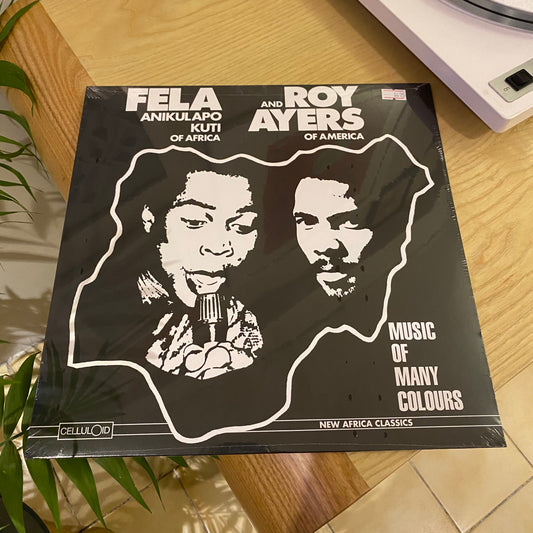 FELA
ANIKULAPO
KUTI
OF AFRICA
AND ROY
AYERS
OF AMERICA
MUSIC
OF
MANY
COLOURS
CELLULOID
NEW AFRICA CLASSICS